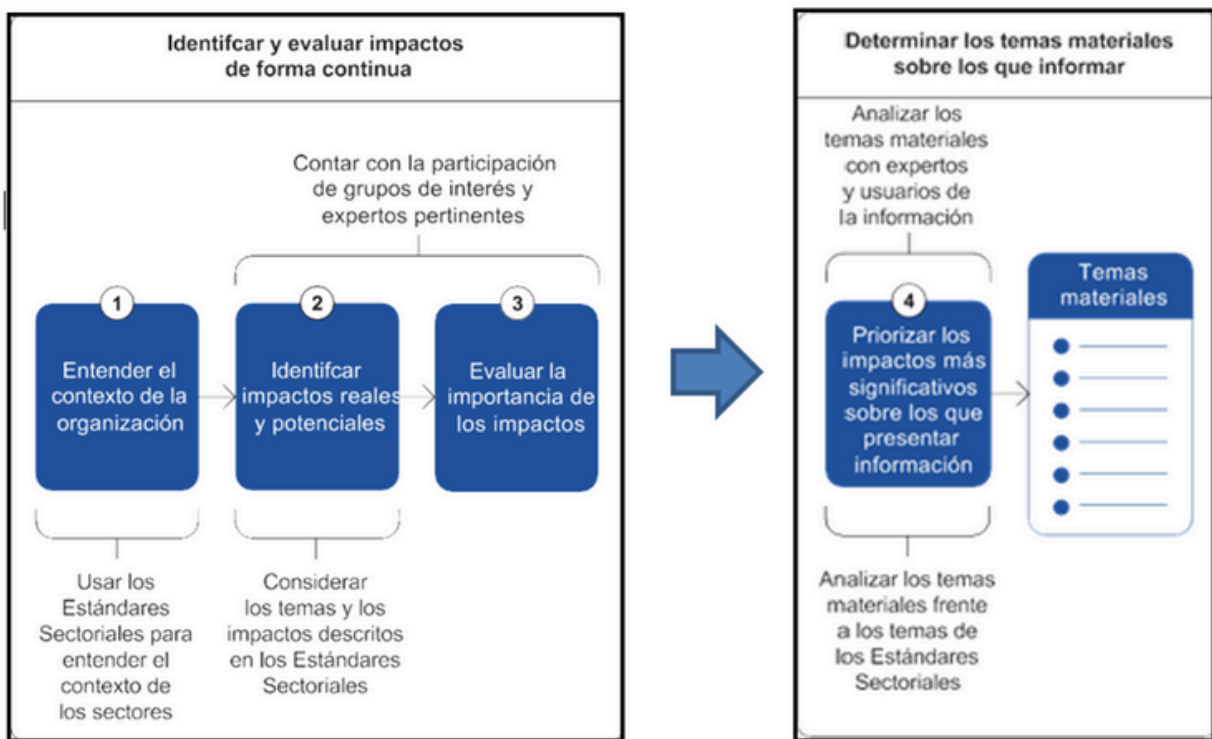 Identifcar y evaluar impactos
de forma continua
Contar con la participación
de grupos de interés y
expertos pertinentes
1
Entender el
contexto de la
organización
2
Identifcar
impactos reales
y potenciales
3
Evaluar la
importancia de
los impactos
Usar los
Estándares
Sectoriales para
entender el
contexto de
los sectores
Considerar
los temas y los
impactos descritos
en los Estándares
Sectoriales
Determinar los temas materiales
sobre los que informar
Analizar los
temas materiales
con expertos
y usuarios de
la información
4
Priorizar los
impactos más
significativos
sobre los que
presentar
información
Temas
materiales
Analizar los temas
materiales frente
a los temas de
los Estándares
Sectoriales